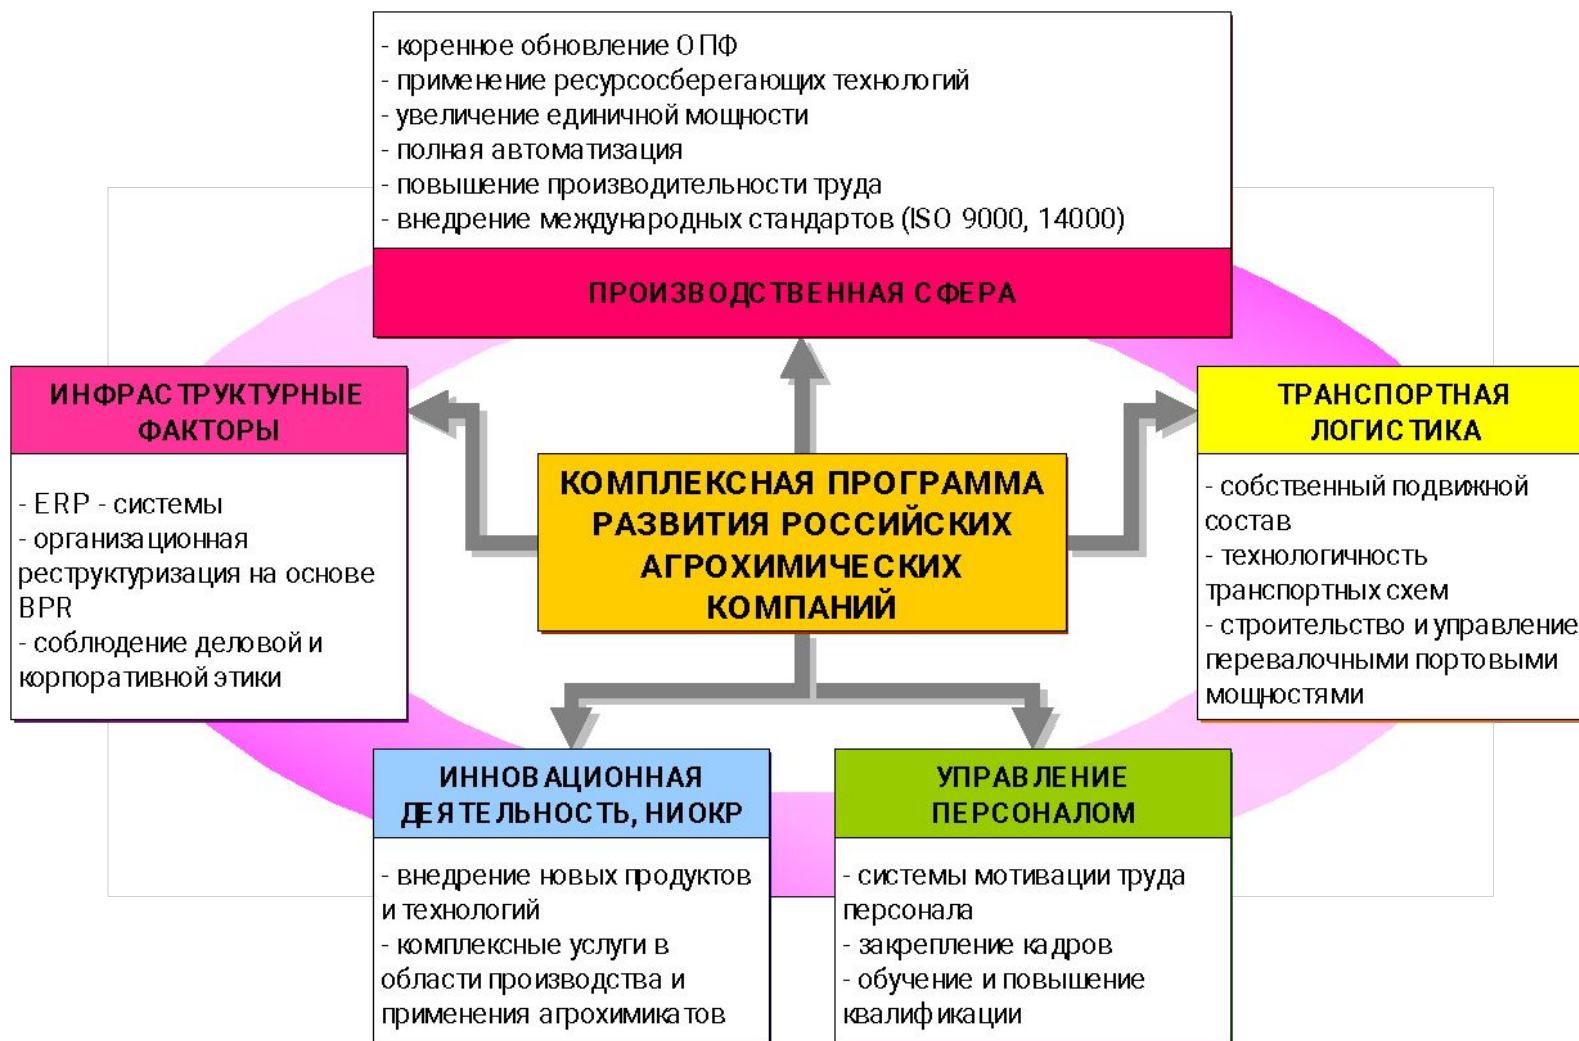 - коренное обновление ОПФ
- применение ресурсосберегающих технологий
- увеличение единичной мощности
- полная автоматизация
- повышение производительности труда
- внедрение международных стандартов (ISO 9000, 14000)
ПРОИЗВОДСТВЕННАЯ СФЕРА
ИНФРАСТРУКТУРНЫЕ
ФАКТОРЫ
- ERP - системы
- организационная
реструктуризация на основе
BPR
- соблюдение деловой и
корпоративной этики
КОМПЛЕКСНАЯ ПРОГРАММА
РАЗВИТИЯ РОССИЙСКИХ
АГРОХИМИЧЕСКИХ
КОМПАНИЙ
ТРАНСПОРТНАЯ
ЛОГИСТИКА
- собственный подвижной
состав
- технологичность
транспортных схем
- строительство и управление
перевалочными портовыми
мощностями
ИННОВАЦИОННАЯ
ДЕЯТЕЛЬНОСТЬ, НИОКР
- внедрение новых продуктов
и технологий
- комплексные услуги в
области производства и
применения агрохимикатов
УПРАВЛЕНИЕ
ПЕРСОНАЛОМ
- системы мотивации труда
персонала
- закрепление кадров
- обучение и повышение
квалификации